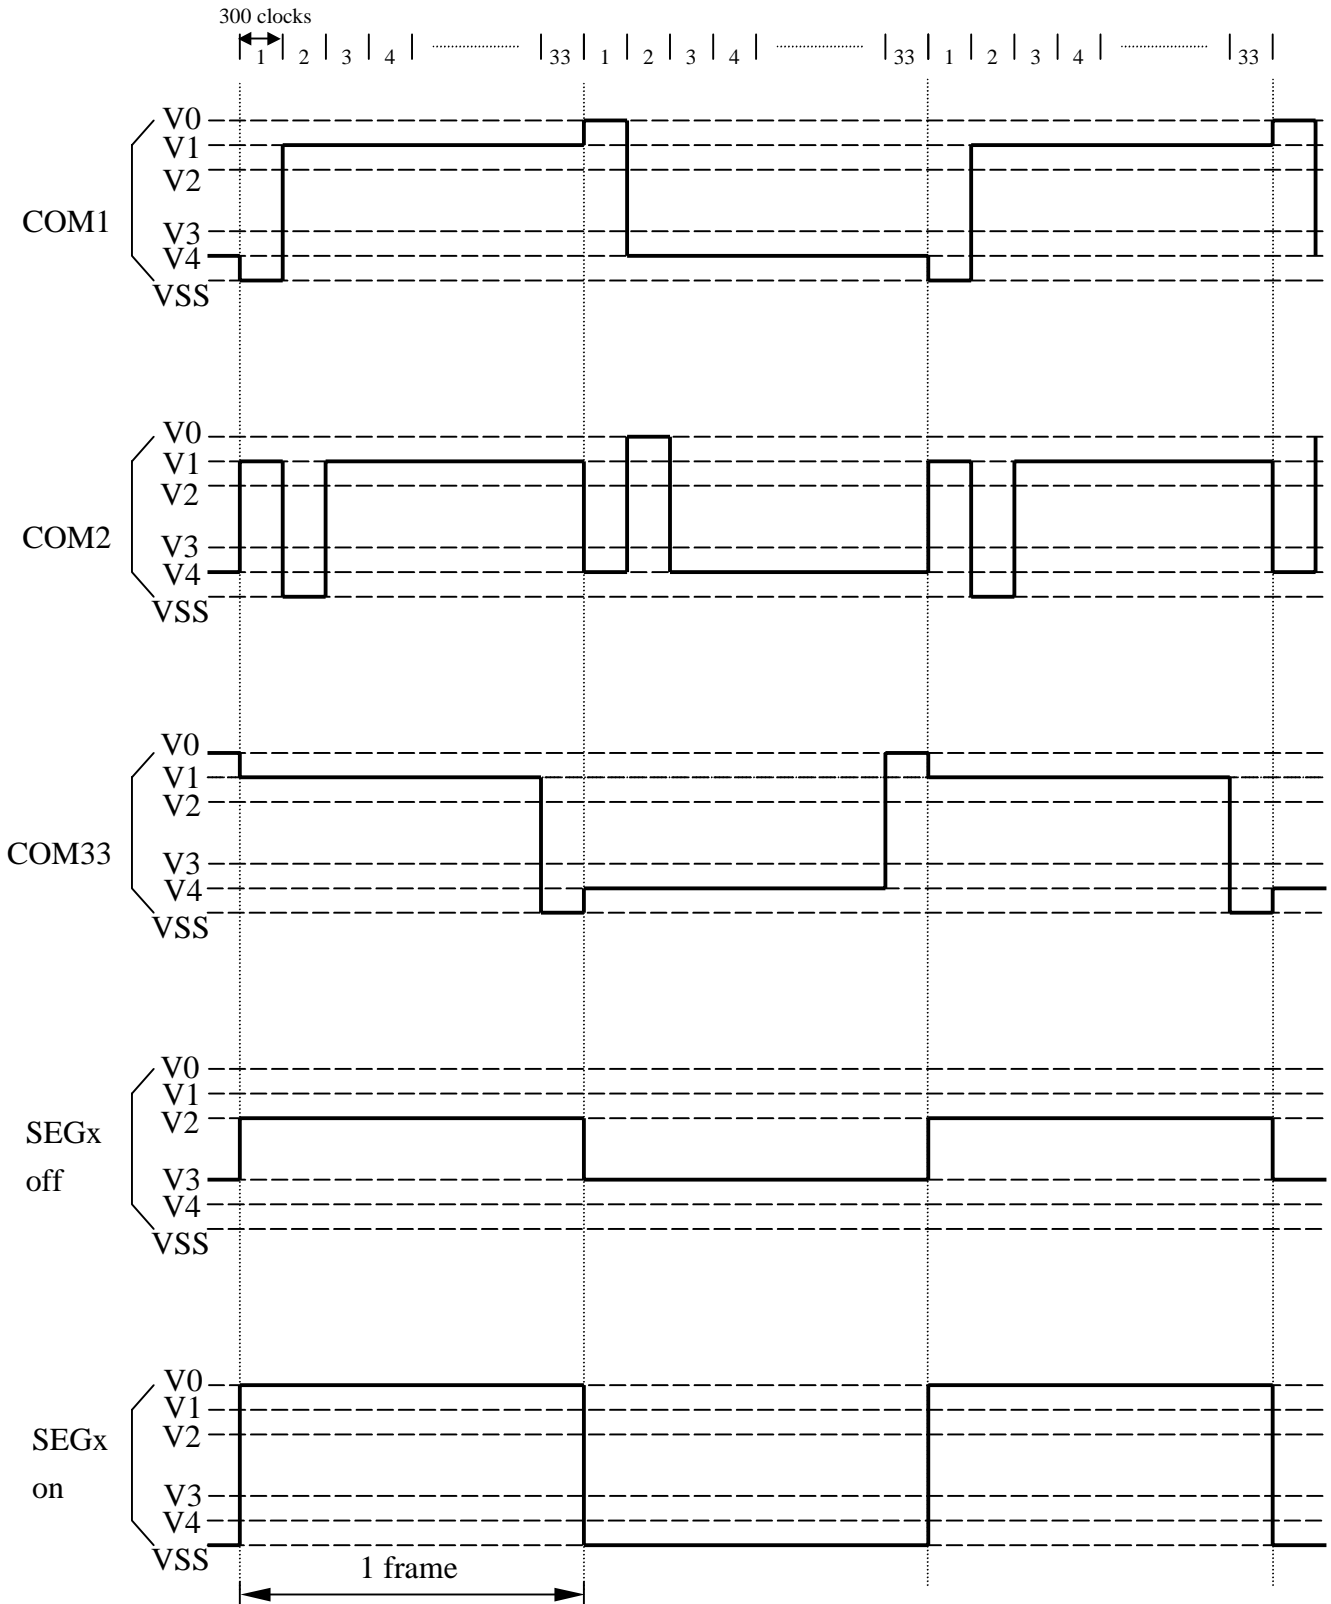 300 clocks
1 2 3 4 ........................ 33 1 2 3 4 ........................ 33 1 2 3 4 ........................ 33
COM1
V0
V1
V2
V3
V4
VSS
COM2
V0
V1
V2
V3
V4
VSS
COM33
V0
V1
V2
V3
V4
VSS
SEGx
off
V0
V1
V2
V3
V4
VSS
SEGx
on
V0
V1
V2
V3
V4
VSS
1 frame